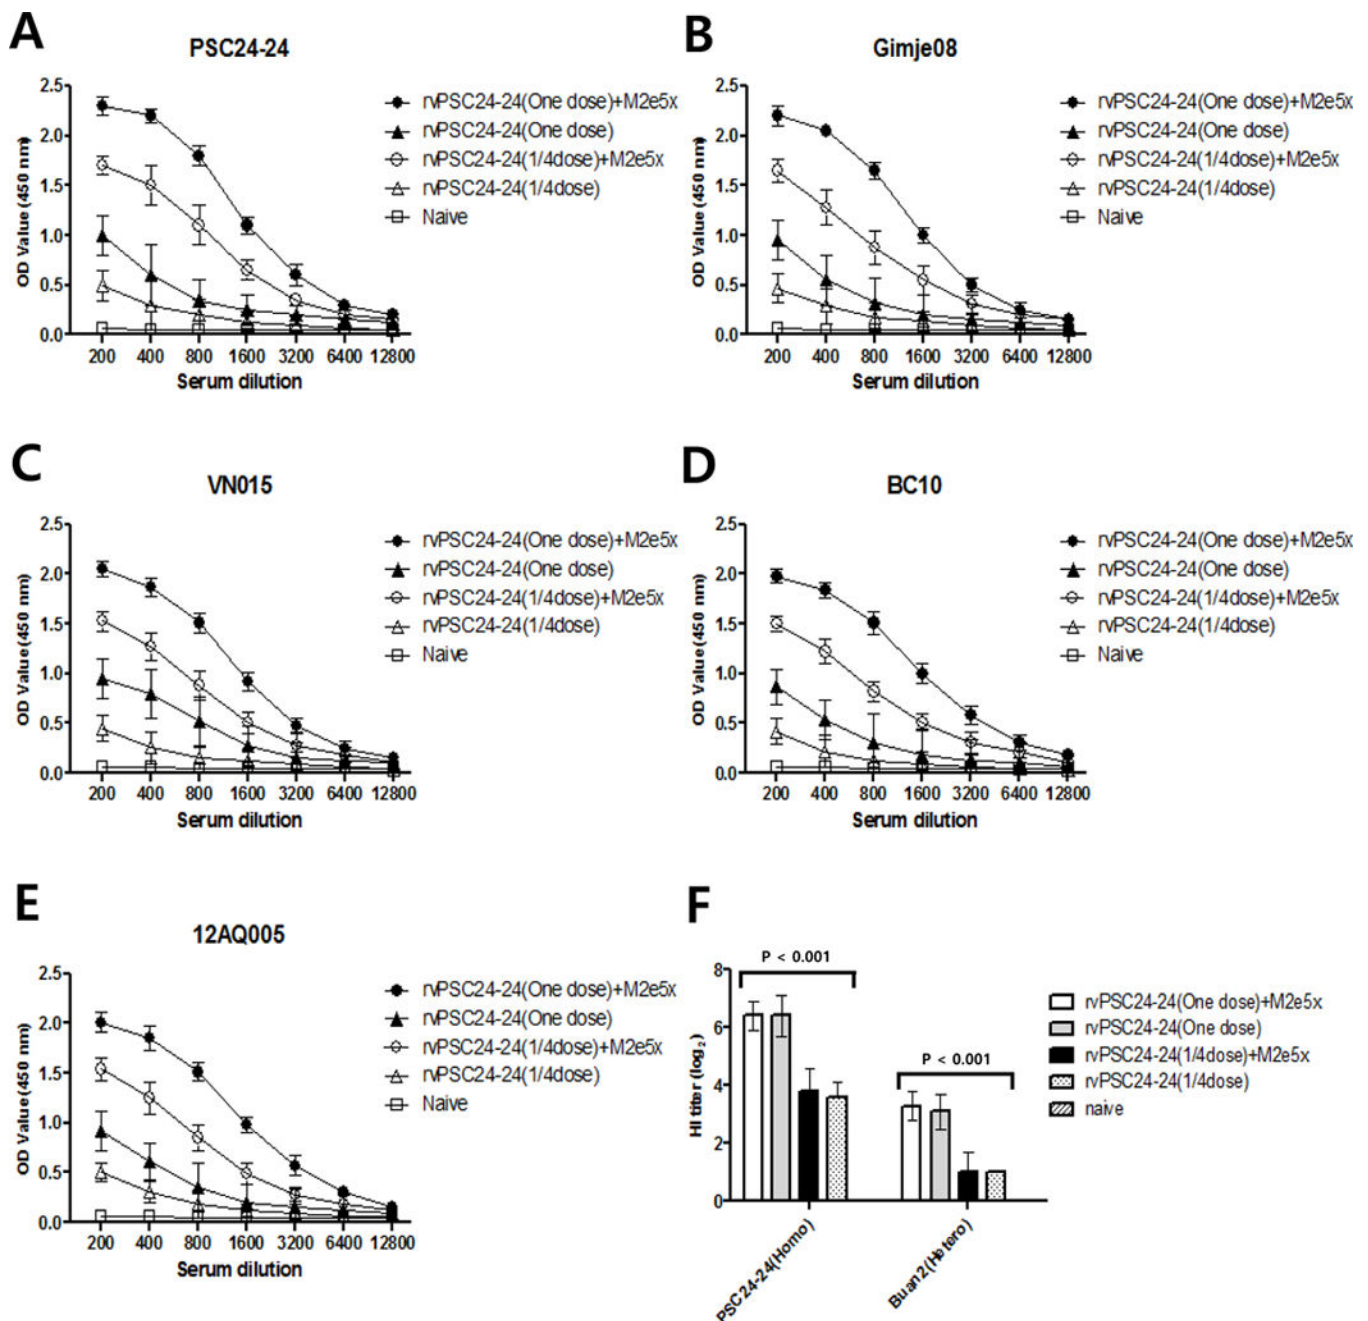 A
PSC24-24
2.5
2.0
1.5
1.0
0.5
0.0
OD Value (450 nm)
200 400 800 1600 3200 6400 12800
Serum dilution
rvPSC24-24(One dose)+M2e5x
rvPSC24-24(One dose)
rvPSC24-24(1/4dose)+M2e5x
rvPSC24-24(1/4dose)
Naive
B
Gimje08
2.5
2.0
1.5
1.0
0.5
0.0
OD Value (450 nm)
200 400 800 1600 3200 6400 12800
Serum dilution
rvPSC24-24(One dose)+M2e5x
rvPSC24-24(One dose)
rvPSC24-24(1/4dose)+M2e5x
rvPSC24-24(1/4dose)
Naive
C
VN015
2.5
2.0
1.5
1.0
0.5
0.0
OD Value (450 nm)
200 400 800 1600 3200 6400 12800
Serum dilution
rvPSC24-24(One dose)+M2e5x
rvPSC24-24(One dose)
rvPSC24-24(1/4dose)+M2e5x
rvPSC24-24(1/4dose)
Naive
D
BC10
2.5
2.0
1.5
1.0
0.5
0.0
OD Value (450 nm)
200 400 800 1600 3200 6400 12800
Serum dilution
rvPSC24-24(One dose)+M2e5x
rvPSC24-24(One dose)
rvPSC24-24(1/4dose)+M2e5x
rvPSC24-24(1/4dose)
Naive
E
12AQ005
2.5
2.0
1.5
1.0
0.5
0.0
OD Value (450 nm)
200 400 800 1600 3200 6400 12800
Serum dilution
rvPSC24-24(One dose)+M2e5x
rvPSC24-24(One dose)
rvPSC24-24(1/4dose)+M2e5x
rvPSC24-24(1/4dose)
Naive
F
P < 0.001
P < 0.001
8
6
4
2
0
HI titer (log₂)
PSC24-24(Homo)
Buan2(Hetero)
rvPSC24-24(One dose)+M2e5x
rvPSC24-24(One dose)
rvPSC24-24(1/4dose)+M2e5x
rvPSC24-24(1/4dose)
naive